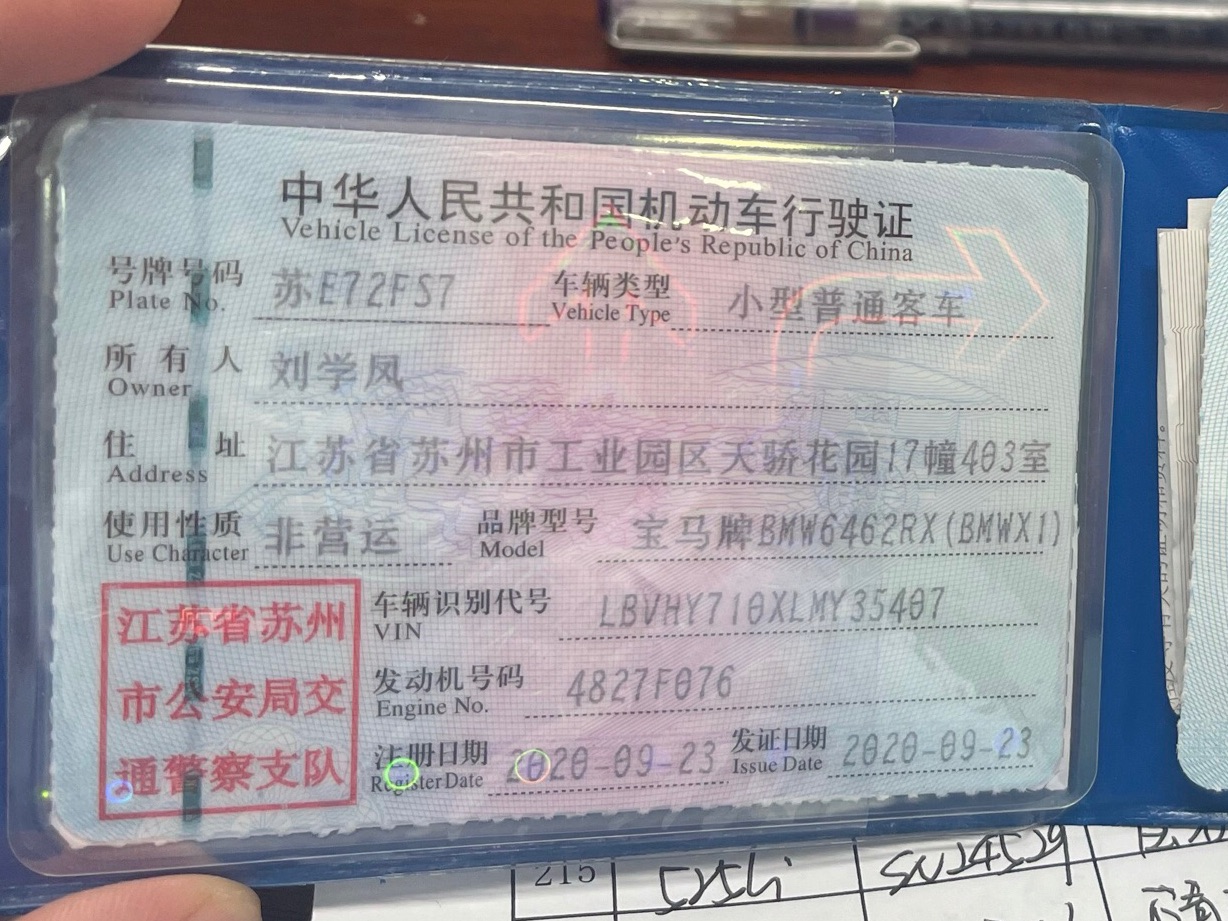 中华人民共和国机动车行驶证
Vehicle License of the People's Republic of China
号牌号码 苏E72FS7 车辆类型 小型普通客车
Plate No. Vehicle Type
所有人 刘学凤
Owner
住址 江苏省苏州市工业园区天骄花园17幢403室
Address
使用性质 非营运 品牌型号 宝马牌BMW6462RX(BMWX1)
Use Character Model
江苏省苏州
市公安局交
通警察支队
车辆识别代号 LBVHY710XLMY35407
VIN
发动机号码 4827F076
Engine No.
注册日期 2020-09-23 发证日期 2020-09-23
Register Date Issue Date
215 525li